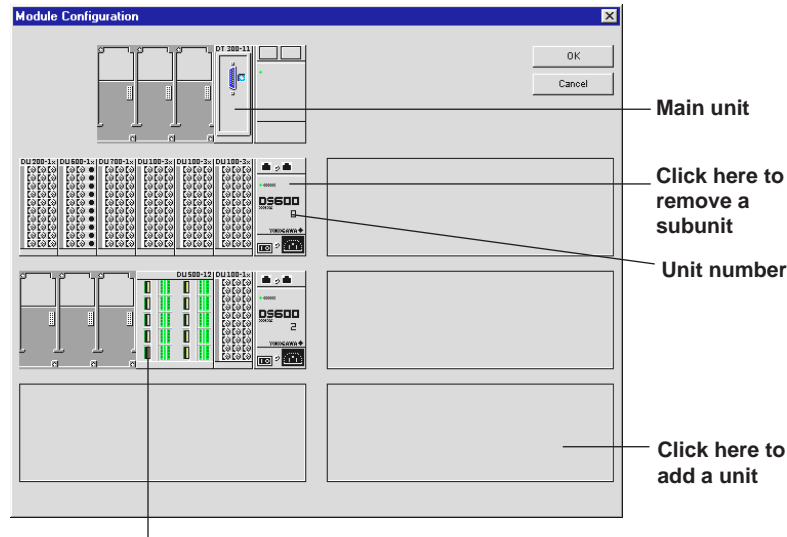 Module Configuration
DT 300-11
OK
Cancel
Main unit
DU200-1x DU600-1x DU700-1x DU100-3x DU100-3x DU100-3x
DS600
0
YOKOGAWA
Click here to
remove a
subunit
Unit number
DU500-12 DU100-1x
DS600
2
YOKOGAWA
Click here to
add a unit